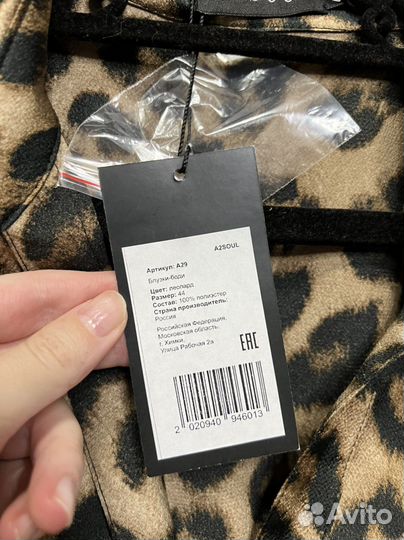 A2SOUL
Артикул: A29
Блузки-боди
Цвет: леопард
Размер: 44
Состав: 100% полиэстер
Страна производитель:
Россия
Российская Федерация,
Московская область,
г. Химки,
Улица Рабочая 2а
EAC
2 020940 946013
Avito